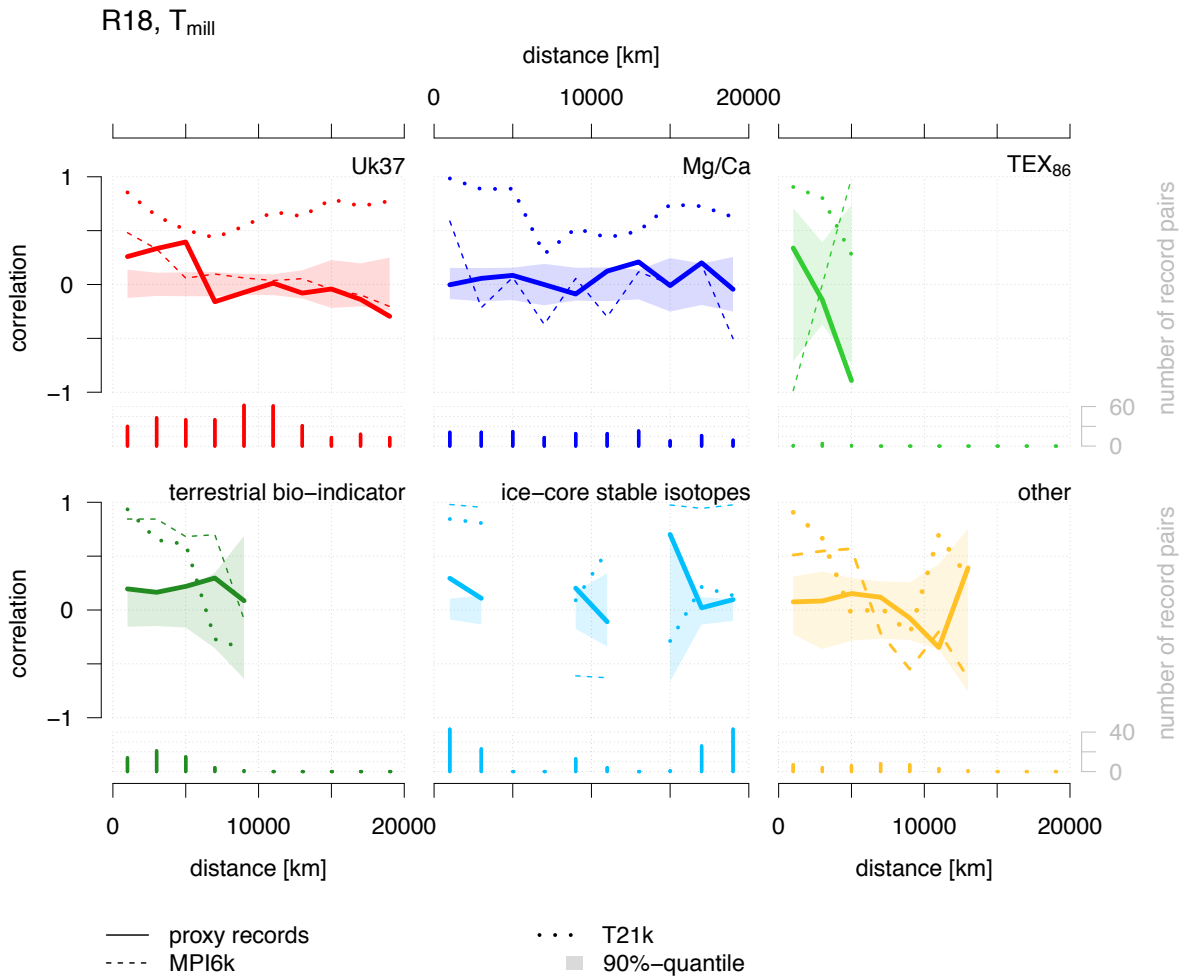 R18, Tmill
distance [km]
0 10000 20000
Uk37 Mg/Ca TEX86
1
0
−1
correlation
number of record pairs
60
0
terrestrial bio−indicator ice−core stable isotopes other
1
0
−1
correlation
number of record pairs
40
0
0 10000 20000 0 10000 20000
distance [km] distance [km]
proxy records T21k
MPI6k 90%−quantile